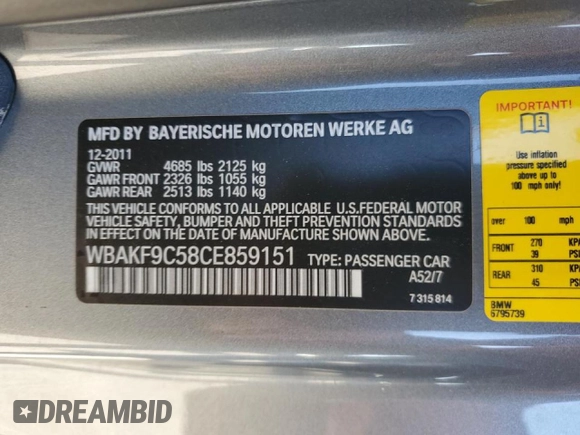 MFD BY BAYERISCHE MOTOREN WERKE AG
12-2011
GVWR 4685 lbs 2125 kg
GAWR FRONT 2326 lbs 1055 kg
GAWR REAR 2513 lbs 1140 kg
THIS VEHICLE CONFORMS TO ALL APPLICABLE U.S.FEDERAL MOTOR
VEHICLE SAFETY, BUMPER AND THEFT PREVENTION STANDARDS
IN EFFECT ON THE DATE OF MANUFACTURE SHOWN ABOVE.
WBAKF9C58CE859151 TYPE: PASSENGER CAR
A52/7
7 315 814
IMPORTANT!
Use inflation
pressure specified
above up to
100 mph only!
over 100 mph
FRONT 270 KPA
39 PSI
REAR 310 KPA
45 PSI
BMW
6795739
DREAMBID